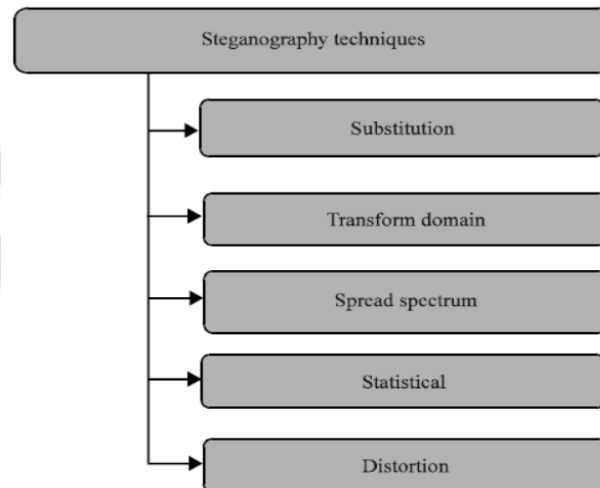 Steganography techniques
Substitution
Transform domain
Spread spectrum
Statistical
Distortion